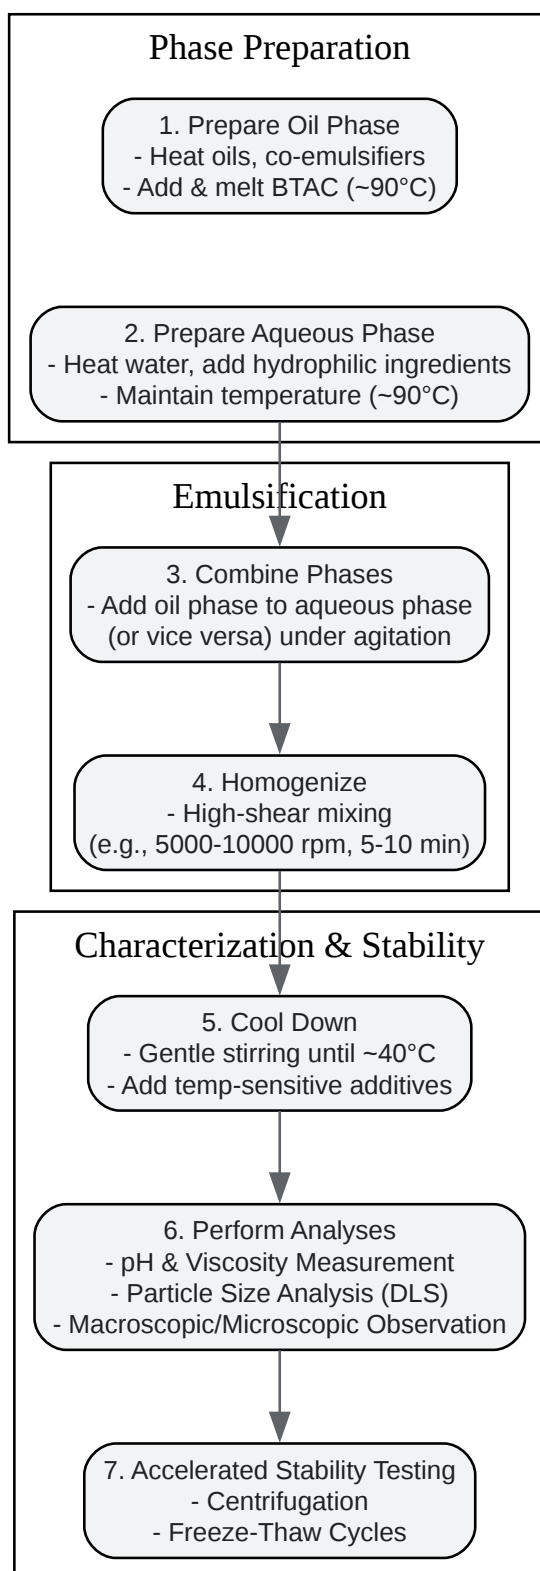 Phase Preparation
1. Prepare Oil Phase
- Heat oils, co-emulsifiers
- Add & melt BTAC (~90°C)
2. Prepare Aqueous Phase
- Heat water, add hydrophilic ingredients
- Maintain temperature (~90°C)
Emulsification
3. Combine Phases
- Add oil phase to aqueous phase
(or vice versa) under agitation
4. Homogenize
- High-shear mixing
(e.g., 5000-10000 rpm, 5-10 min)
Characterization & Stability
5. Cool Down
- Gentle stirring until ~40°C
- Add temp-sensitive additives
6. Perform Analyses
- pH & Viscosity Measurement
- Particle Size Analysis (DLS)
- Macroscopic/Microscopic Observation
7. Accelerated Stability Testing
- Centrifugation
- Freeze-Thaw Cycles